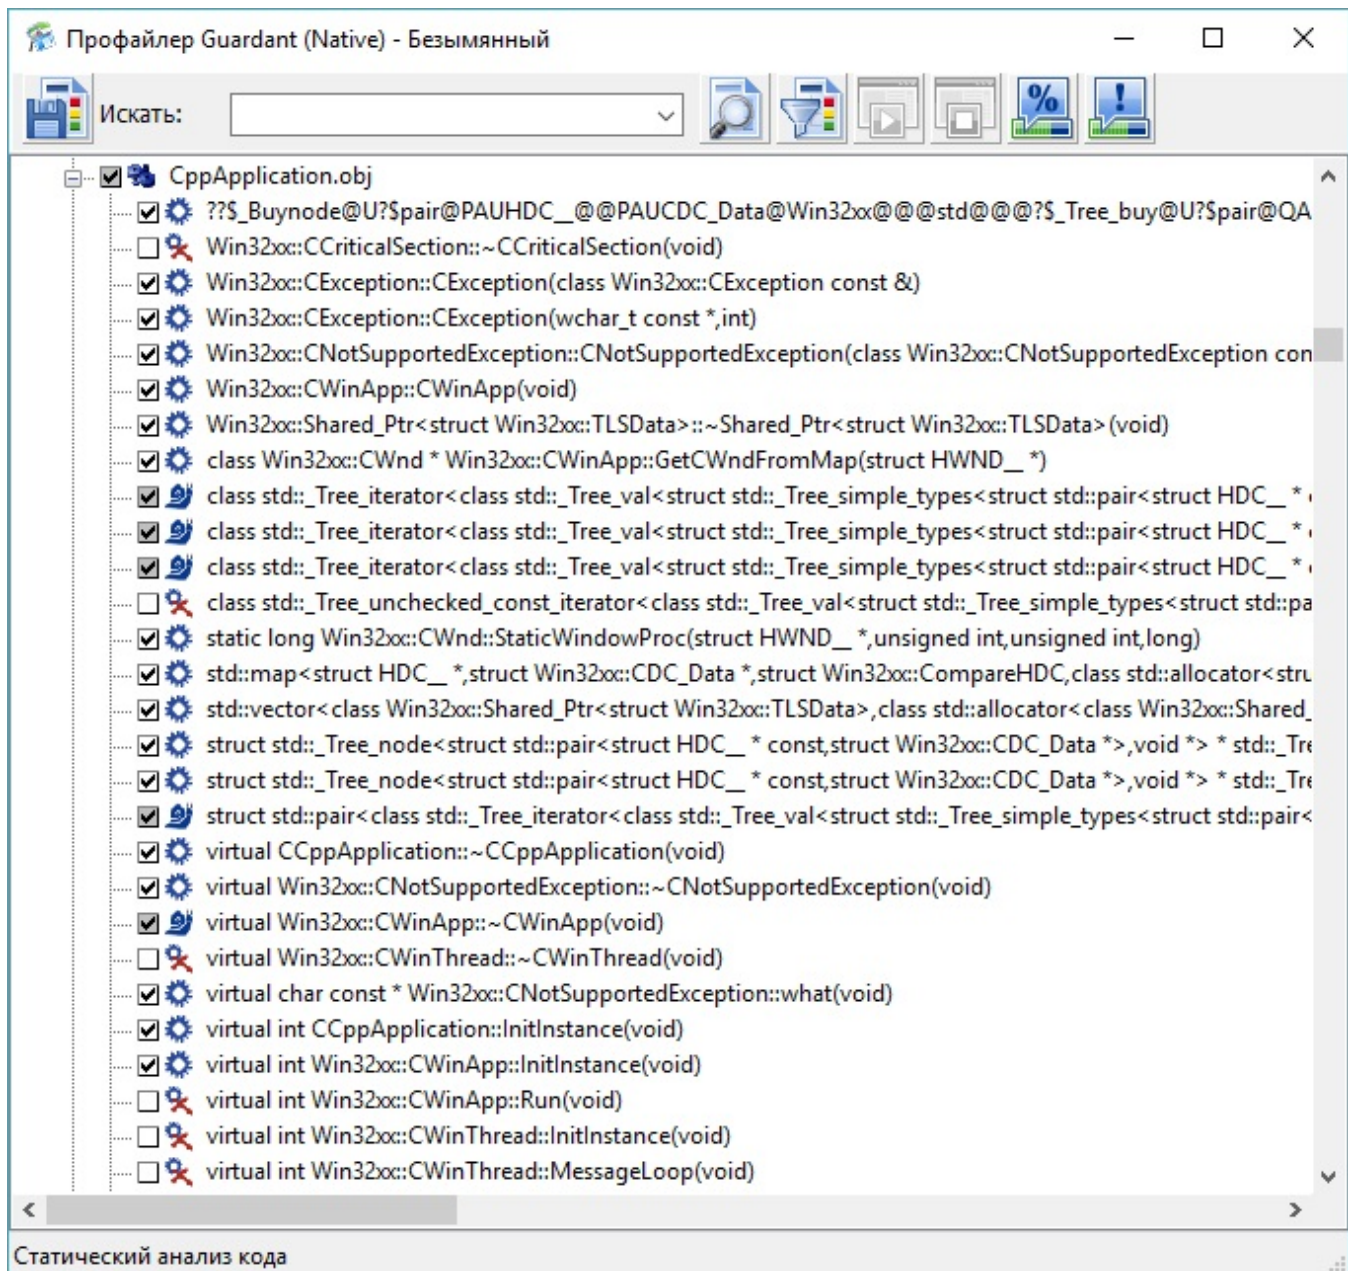 Профайлер Guardant (Native) - Безымянный
Искать:
%
!
CppApplication.obj
??$_Buynode@U?$pair@PAUHDC__@@PAUCDC_Data@Win32xx@@@std@@@?$_Tree_buy@U?$pair@QA
Win32xx::CCriticalSection::~CCriticalSection(void)
Win32xx::CException::CException(class Win32xx::CException const &)
Win32xx::CException::CException(wchar_t const *,int)
Win32xx::CNotSupportedException::CNotSupportedException(class Win32xx::CNotSupportedException con
Win32xx::CWinApp::CWinApp(void)
Win32xx::Shared_Ptr<struct Win32xx::TLSData>::~Shared_Ptr<struct Win32xx::TLSData>(void)
class Win32xx::CWnd * Win32xx::CWinApp::GetCWndFromMap(struct HWND__ *)
class std::_Tree_iterator<class std::_Tree_val<struct std::_Tree_simple_types<struct std::pair<struct HDC__ *
class std::_Tree_iterator<class std::_Tree_val<struct std::_Tree_simple_types<struct std::pair<struct HDC__ *
class std::_Tree_iterator<class std::_Tree_val<struct std::_Tree_simple_types<struct std::pair<struct HDC__ *
class std::_Tree_unchecked_const_iterator<class std::_Tree_val<struct std::_Tree_simple_types<struct std::pa
static long Win32xx::CWnd::StaticWindowProc(struct HWND__ *,unsigned int,unsigned int,long)
std::map<struct HDC__ *,struct Win32xx::CDC_Data *,struct Win32xx::CompareHDC,class std::allocator<stru
std::vector<class Win32xx::Shared_Ptr<struct Win32xx::TLSData>,class std::allocator<class Win32xx::Shared_
struct std::_Tree_node<struct std::pair<struct HDC__ * const,struct Win32xx::CDC_Data *>,void *> * std::_Tre
struct std::_Tree_node<struct std::pair<struct HDC__ * const,struct Win32xx::CDC_Data *>,void *> * std::_Tre
struct std::pair<class std::_Tree_iterator<class std::_Tree_val<struct std::_Tree_simple_types<struct std::pair<
virtual CCppApplication::~CCppApplication(void)
virtual Win32xx::CNotSupportedException::~CNotSupportedException(void)
virtual Win32xx::CWinApp::~CWinApp(void)
virtual Win32xx::CWinThread::~CWinThread(void)
virtual char const * Win32xx::CNotSupportedException::what(void)
virtual int CCppApplication::InitInstance(void)
virtual int Win32xx::CWinApp::InitInstance(void)
virtual int Win32xx::CWinApp::Run(void)
virtual int Win32xx::CWinThread::InitInstance(void)
virtual int Win32xx::CWinThread::MessageLoop(void)
Статический анализ кода